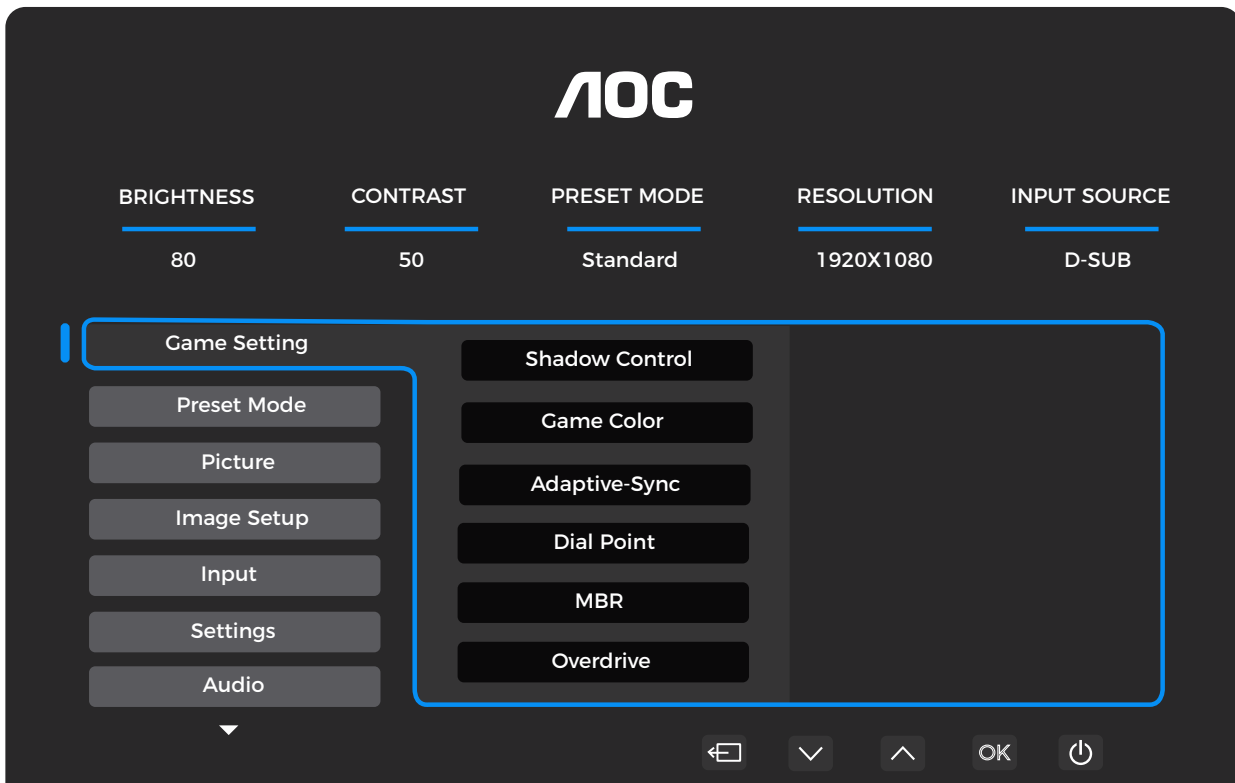 AOC
BRIGHTNESS CONTRAST PRESET MODE RESOLUTION INPUT SOURCE
80 50 Standard 1920X1080 D-SUB
Game Setting
Preset Mode
Picture
Image Setup
Input
Settings
Audio
Shadow Control
Game Color
Adaptive-Sync
Dial Point
MBR
Overdrive
OK